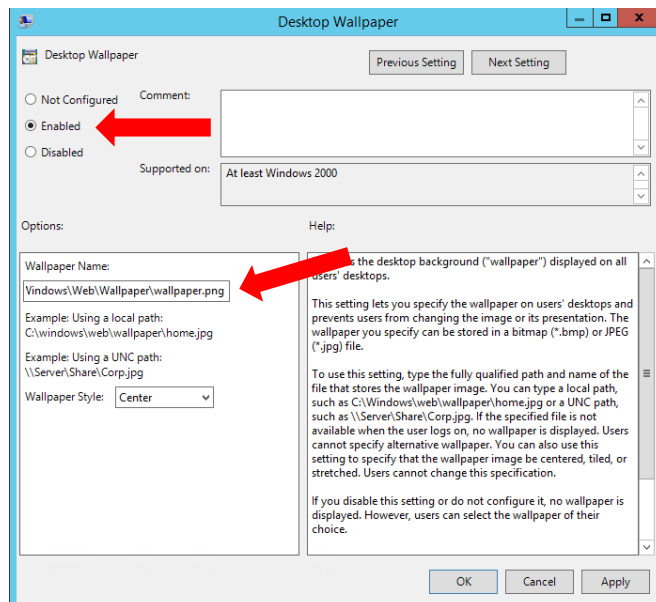 Desktop Wallpaper
Desktop Wallpaper
Previous Setting
Next Setting
Not Configured
Comment:
Enabled
Disabled
Supported on:
At least Windows 2000
Options:
Help:
Wallpaper Name:
Windows\Web\Wallpaper\wallpaper.png
Example: Using a local path:
C:\windows\web\wallpaper\home.jpg
Example: Using a UNC path:
\\Server\Share\Corp.jpg
Wallpaper Style:
Center
the desktop background ("wallpaper") displayed on all
users' desktops.
This setting lets you specify the wallpaper on users' desktops and
prevents users from changing the image or its presentation. The
wallpaper you specify can be stored in a bitmap (*.bmp) or JPEG
(*.jpg) file.
To use this setting, type the fully qualified path and name of the
file that stores the wallpaper image. You can type a local path,
such as C:\Windows\web\wallpaper\home.jpg or a UNC path,
such as \\Server\Share\Corp.jpg. If the specified file is not
available when the user logs on, no wallpaper is displayed. Users
cannot specify alternative wallpaper. You can also use this
setting to specify that the wallpaper image be centered, tiled, or
stretched. Users cannot change this specification.
If you disable this setting or do not configure it, no wallpaper is
displayed. However, users can select the wallpaper of their
choice.
OK
Cancel
Apply